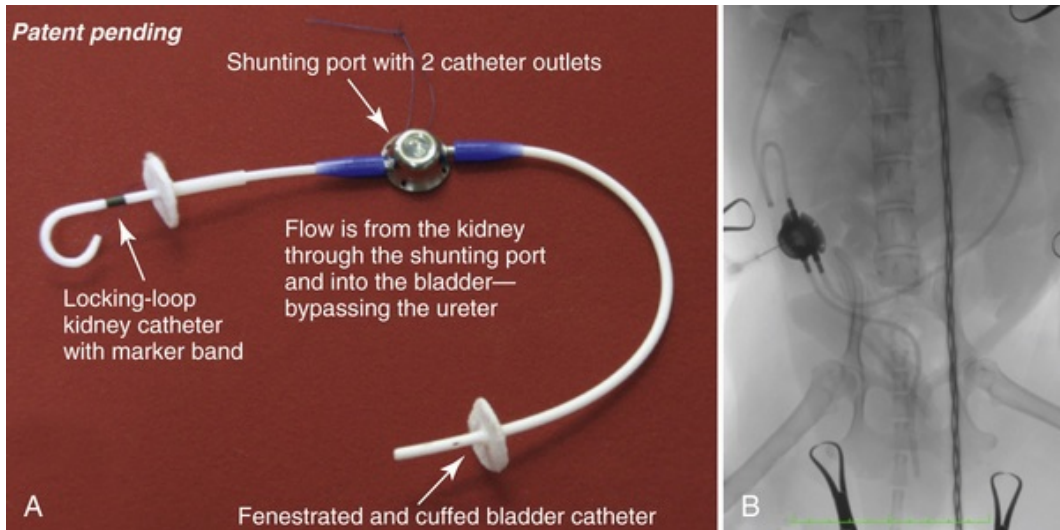 Patent pending
Shunting port with 2 catheter outlets
Flow is from the kidney
through the shunting port
and into the bladder—
bypassing the ureter
Locking-loop
kidney catheter
with marker band
Fenestrated and cuffed bladder catheter
A
B